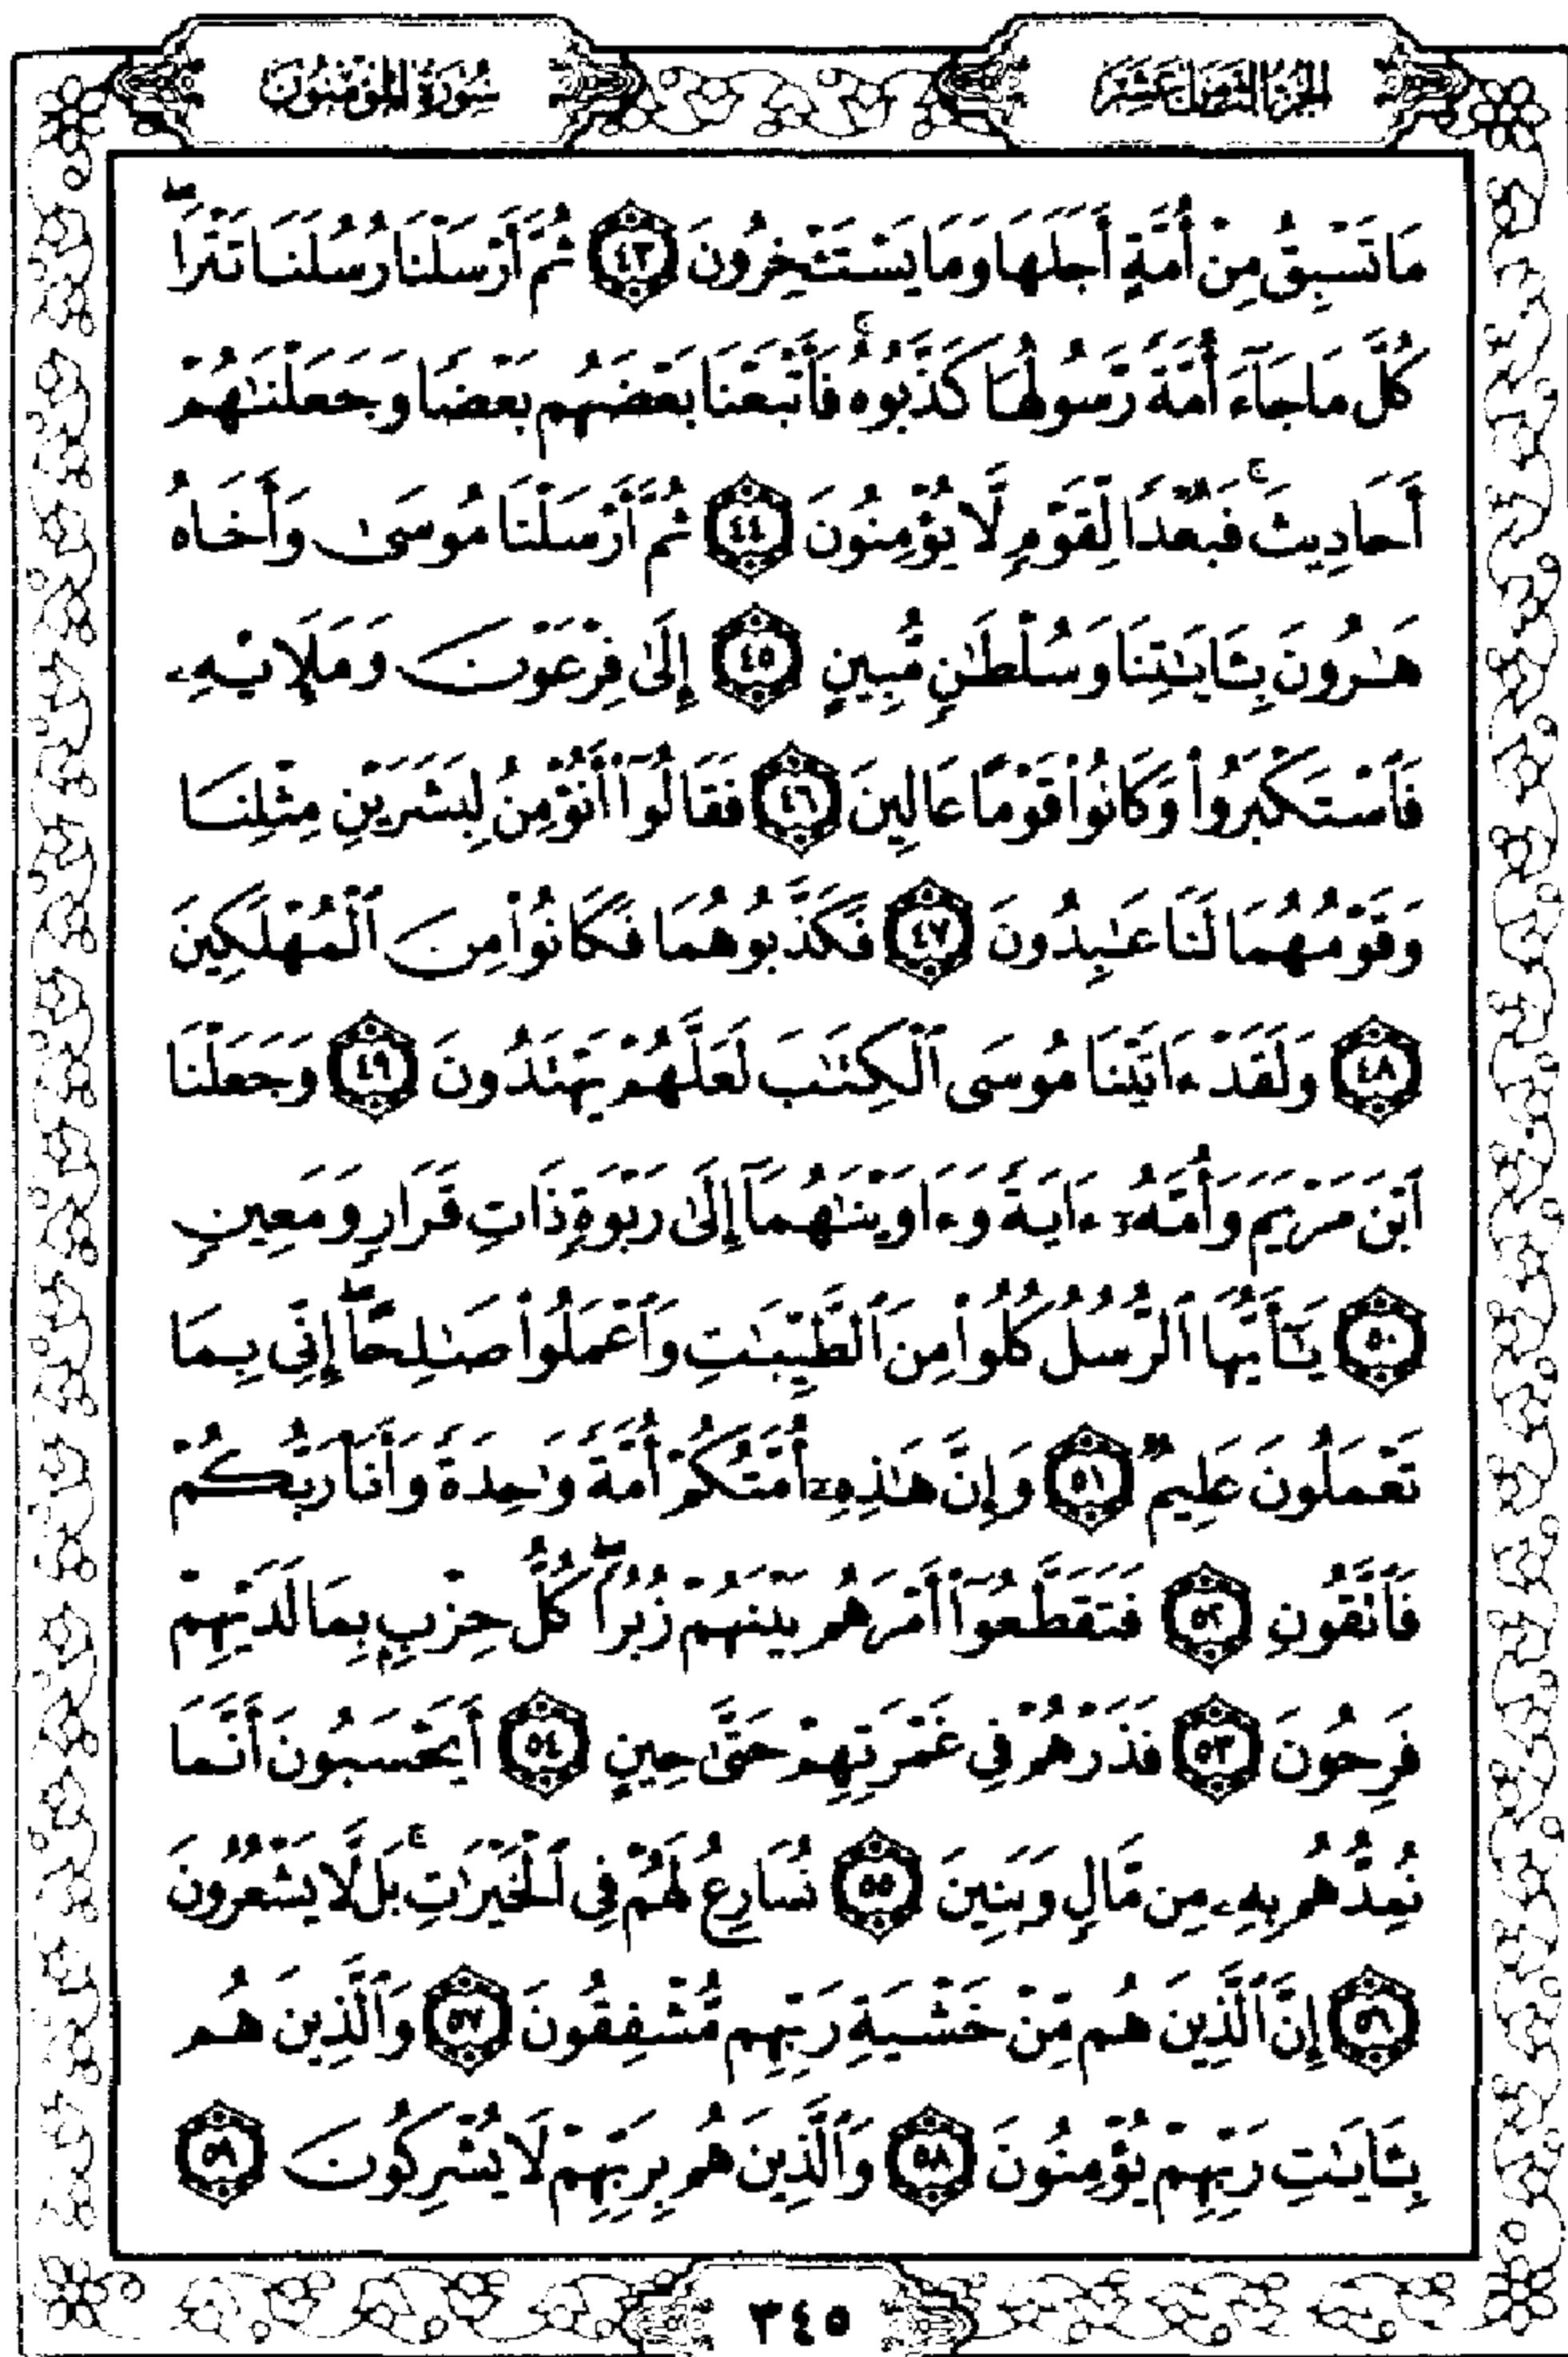 الجزء الثامن عشر
سورة المؤمنون
مَا تَسْبِقُ مِنْ أُمَّةٍ أَجَلَهَا وَمَا يَسْتَـْٔخِرُونَ ٤٣ ثُمَّ أَرْسَلْنَا رُسُلَنَا تَتْرَاۖ
كُلَّ مَا جَآءَ أُمَّةً رَّسُولُهَا كَذَّبُوهُۚ فَأَتْبَعْنَا بَعْضَهُم بَعْضًا وَجَعَلْنَٰهُمْ
أَحَادِيثَۚ فَبُعْدًا لِّقَوْمٍ لَّا يُؤْمِنُونَ ٤٤ ثُمَّ أَرْسَلْنَا مُوسَىٰ وَأَخَاهُ
هَٰرُونَ بِـَٔايَٰتِنَا وَسُلْطَٰنٍ مُّبِينٍ ٤٥ إِلَىٰ فِرْعَوْنَ وَمَلَإِي۟هِۦ
فَٱسْتَكْبَرُوا۟ وَكَانُوا۟ قَوْمًا عَالِينَ ٤٦ فَقَالُوٓا۟ أَنُؤْمِنُ لِبَشَرَيْنِ مِثْلِنَا
وَقَوْمُهُمَا لَنَا عَٰبِدُونَ ٤٧ فَكَذَّبُوهُمَا فَكَانُوا۟ مِنَ ٱلْمُهْلَكِينَ
٤٨ وَلَقَدْ ءَاتَيْنَا مُوسَى ٱلْكِتَٰبَ لَعَلَّهُمْ يَهْتَدُونَ ٤٩ وَجَعَلْنَا
ٱبْنَ مَرْيَمَ وَأُمَّهُۥٓ ءَايَةً وَءَاوَيْنَٰهُمَآ إِلَىٰ رَبْوَةٍ ذَاتِ قَرَارٍ وَمَعِينٍ
٥٠ يَٰٓأَيُّهَا ٱلرُّسُلُ كُلُوا۟ مِنَ ٱلطَّيِّبَٰتِ وَٱعْمَلُوا۟ صَٰلِحًاۖ إِنِّى بِمَا
تَعْمَلُونَ عَلِيمٌ ٥١ وَإِنَّ هَٰذِهِۦٓ أُمَّتُكُمْ أُمَّةً وَٰحِدَةً وَأَنَا۠ رَبُّكُمْ
فَٱتَّقُونِ ٥٢ فَتَقَطَّعُوٓا۟ أَمْرَهُم بَيْنَهُمْ زُبُرًاۖ كُلُّ حِزْبٍۭ بِمَا لَدَيْهِمْ
فَرِحُونَ ٥٣ فَذَرْهُمْ فِى غَمْرَتِهِمْ حَتَّىٰ حِينٍ ٥٤ أَيَحْسَبُونَ أَنَّمَا
نُمِدُّهُم بِهِۦ مِن مَّالٍ وَبَنِينَ ٥٥ نُسَارِعُ لَهُمْ فِى ٱلْخَيْرَٰتِۚ بَل لَّا يَشْعُرُونَ
٥٦ إِنَّ ٱلَّذِينَ هُم مِّنْ خَشْيَةِ رَبِّهِم مُّشْفِقُونَ ٥٧ وَٱلَّذِينَ هُم
بِـَٔايَٰتِ رَبِّهِمْ يُؤْمِنُونَ ٥٨ وَٱلَّذِينَ هُم بِرَبِّهِمْ لَا يُشْرِكُونَ ٥٩
٣٤٥